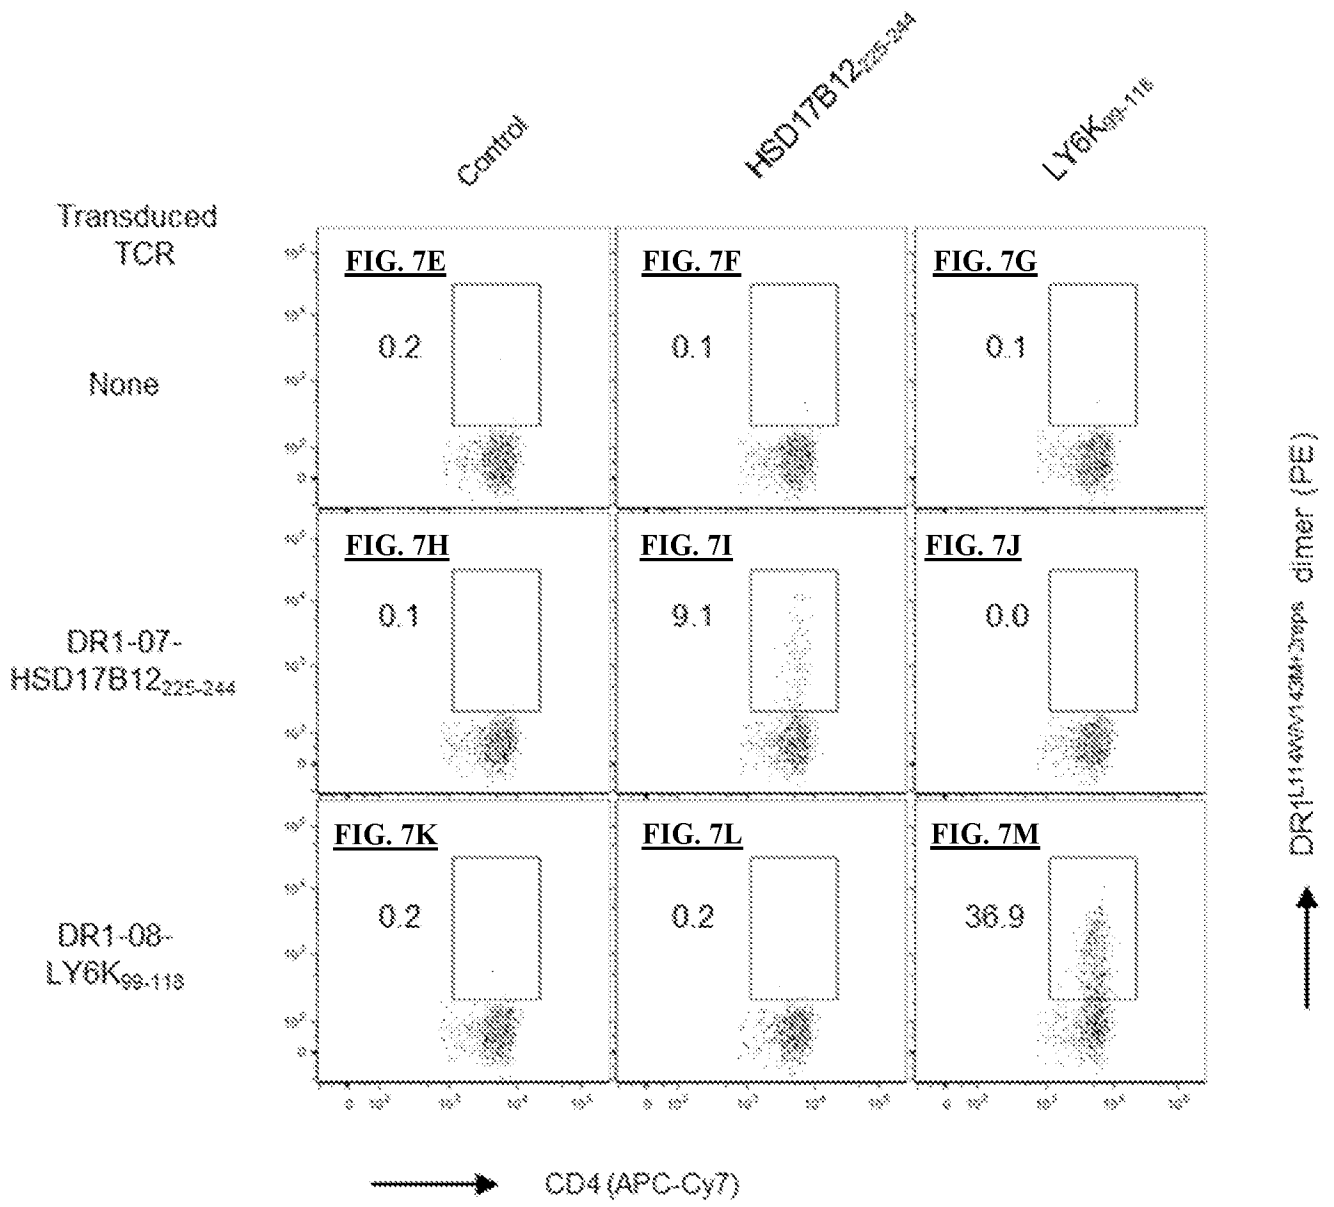 Control
HSD17B12225-244
LY6K99-118
Transduced
TCR
FIG. 7E
FIG. 7F
FIG. 7G
0.2
0.1
0.1
None
FIG. 7H
FIG. 7I
FIG. 7J
0.1
9.1
0.0
DR1-07-
HSD17B12225-244
FIG. 7K
FIG. 7L
FIG. 7M
0.2
0.2
36.9
DR1-08-
LY6K99-118
DR1L114W/V143M+2reps dimer (PE)
CD4 (APC-Cy7)